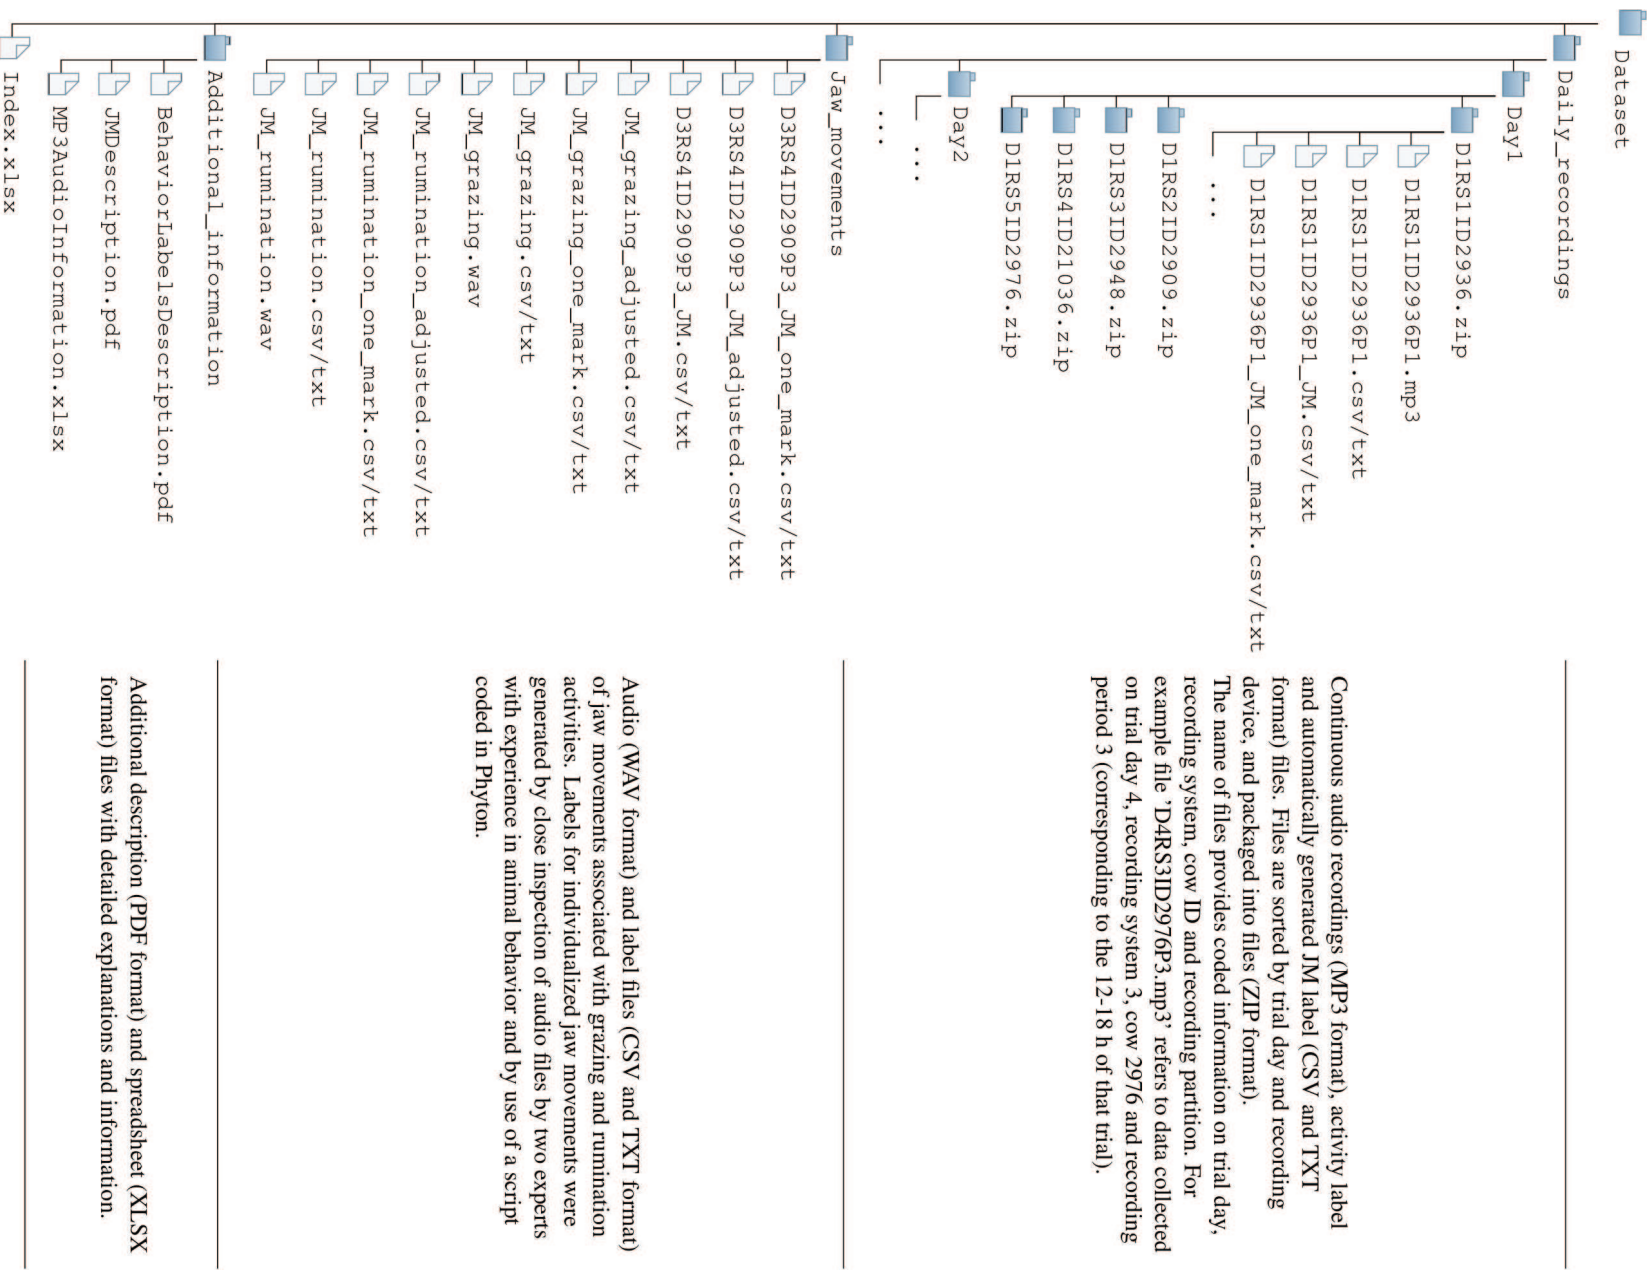 Dataset
Daily_recordings
Day1
D1RS1ID2936.zip
D1RS1ID2936P1.mp3
D1RS1ID2936P1.csv/txt
D1RS1ID2936P1_JM.csv/txt
D1RS1ID2936P1_JM_one_mark.csv/txt
...
D1RS2ID2909.zip
D1RS3ID2948.zip
D1RS4ID21036.zip
D1RS5ID2976.zip
Day2
...
...
Jaw_movements
D3RS4ID2909P3_JM_one_mark.csv/txt
D3RS4ID2909P3_JM_adjusted.csv/txt
D3RS4ID2909P3_JM.csv/txt
JM_grazing_adjusted.csv/txt
JM_grazing_one_mark.csv/txt
JM_grazing.csv/txt
JM_grazing.wav
JM_rumination_adjusted.csv/txt
JM_rumination_one_mark.csv/txt
JM_rumination.csv/txt
JM_rumination.wav
Additional_information
BehaviorLabelsDescription.pdf
JMDescription.pdf
MP3AudioInformation.xlsx
Index.xlsx
Continuous audio recordings (MP3 format), activity label
and automatically generated JM label (CSV and TXT
format) files. Files are sorted by trial day and recording
device, and packaged into files (ZIP format).
The name of files provides coded information on trial day,
recording system, cow ID and recording partition. For
example file ’D4RS3ID2976P3.mp3’ refers to data collected
on trial day 4, recording system 3, cow 2976 and recording
period 3 (corresponding to the 12-18 h of that trial).
Audio (WAV format) and label files (CSV and TXT format)
of jaw movements associated with grazing and rumination
activities. Labels for individualized jaw movements were
generated by close inspection of audio files by two experts
with experience in animal behavior and by use of a script
coded in Phyton.
Additional description (PDF format) and spreadsheet (XLSX
format) files with detailed explanations and information.